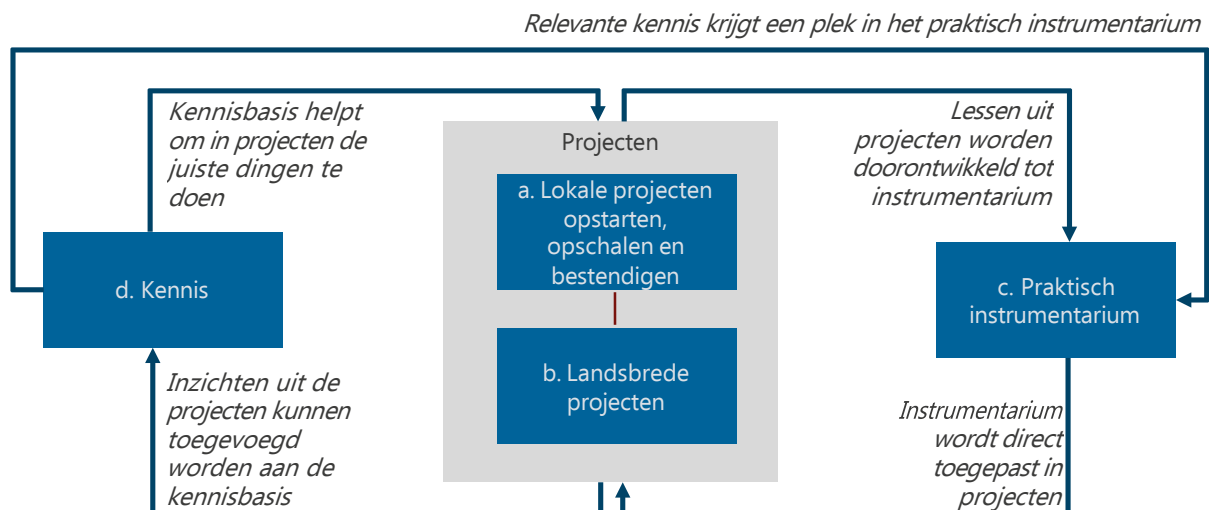 Relevante kennis krijgt een plek in het praktisch instrumentarium
Kennisbasis helpt
om in projecten de
juiste dingen te
doen
Projecten
a. Lokale projecten
opstarten,
opschalen en
bestendigen
Lessen uit
projecten worden
doorontwikkeld tot
instrumentarium
d. Kennis
c. Praktisch
instrumentarium
b. Landsbrede
projecten
Inzichten uit de
projecten kunnen
toegevoegd
worden aan de
kennisbasis
Instrumentarium
wordt direct
toegepast in
projecten